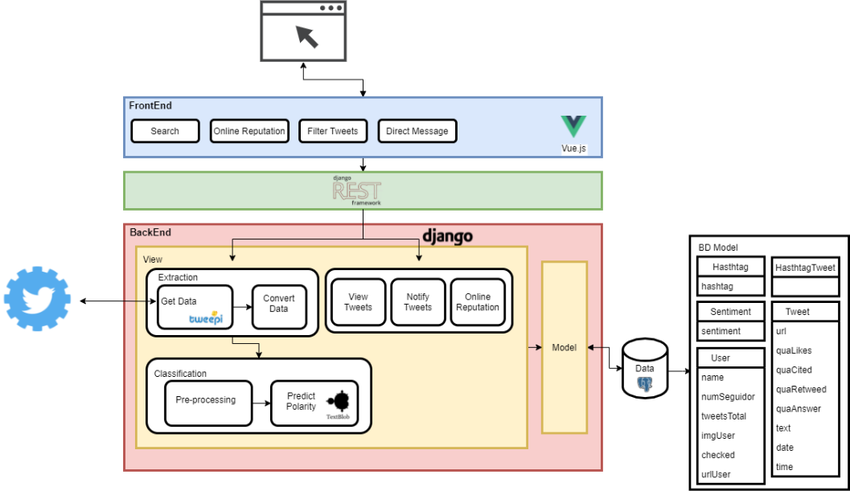 FrontEnd
Search
Online Reputation
Filter Tweets
Direct Message
Vue.js
django
REST
framework
BackEnd
django
View
Extraction
Get Data
tweepi
Convert
Data
View
Tweets
Notify
Tweets
Online
Reputation
Classification
Pre-processing
Predict
Polarity
TextBlob
Model
Data
BD Model
Hasthtag
hashtag
HasthtagTweet
Sentiment
sentiment
User
name
numSeguidor
tweetsTotal
imgUser
checked
urlUser
Tweet
url
quaLikes
quaCited
quaRetweed
quaAnswer
text
date
time